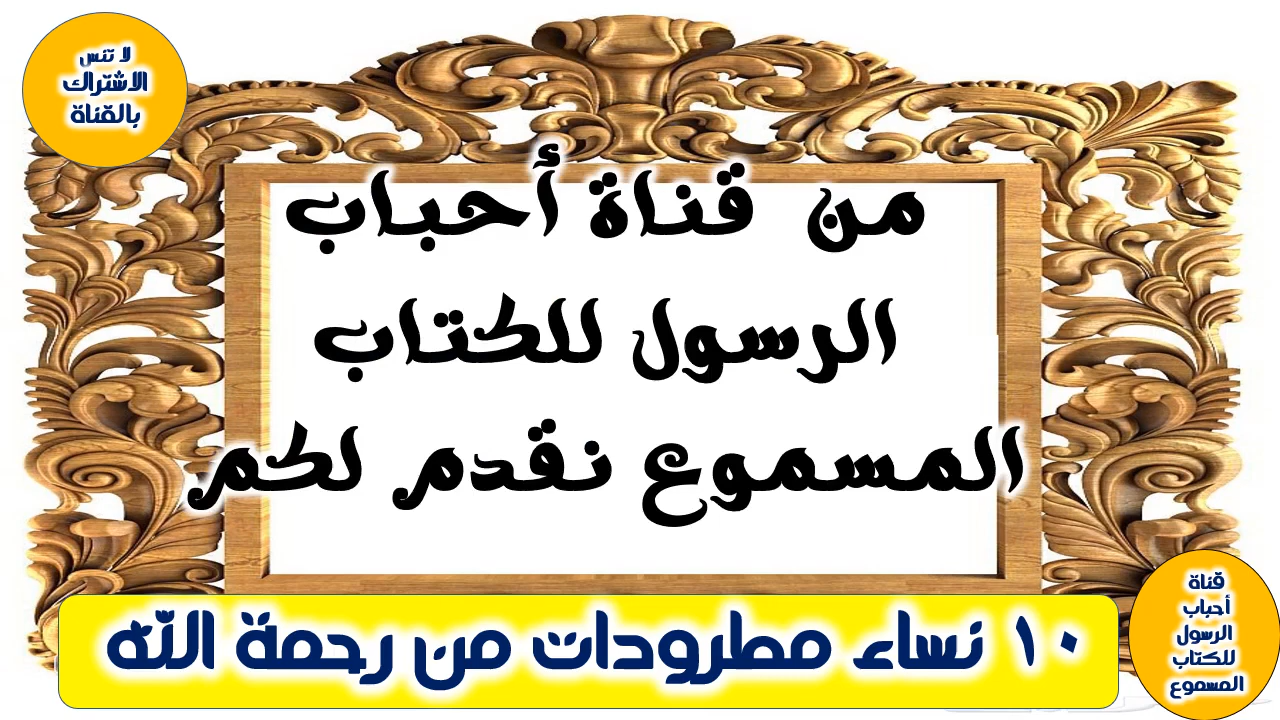 لا تنس
الاشتراك
بالقناة
من قناة أحباب
الرسول للكتاب
المسموع نقدم لكم
١٠ نساء مطرودات من رحمة الله
قناة
أحباب
الرسول
للكتاب
المسموع